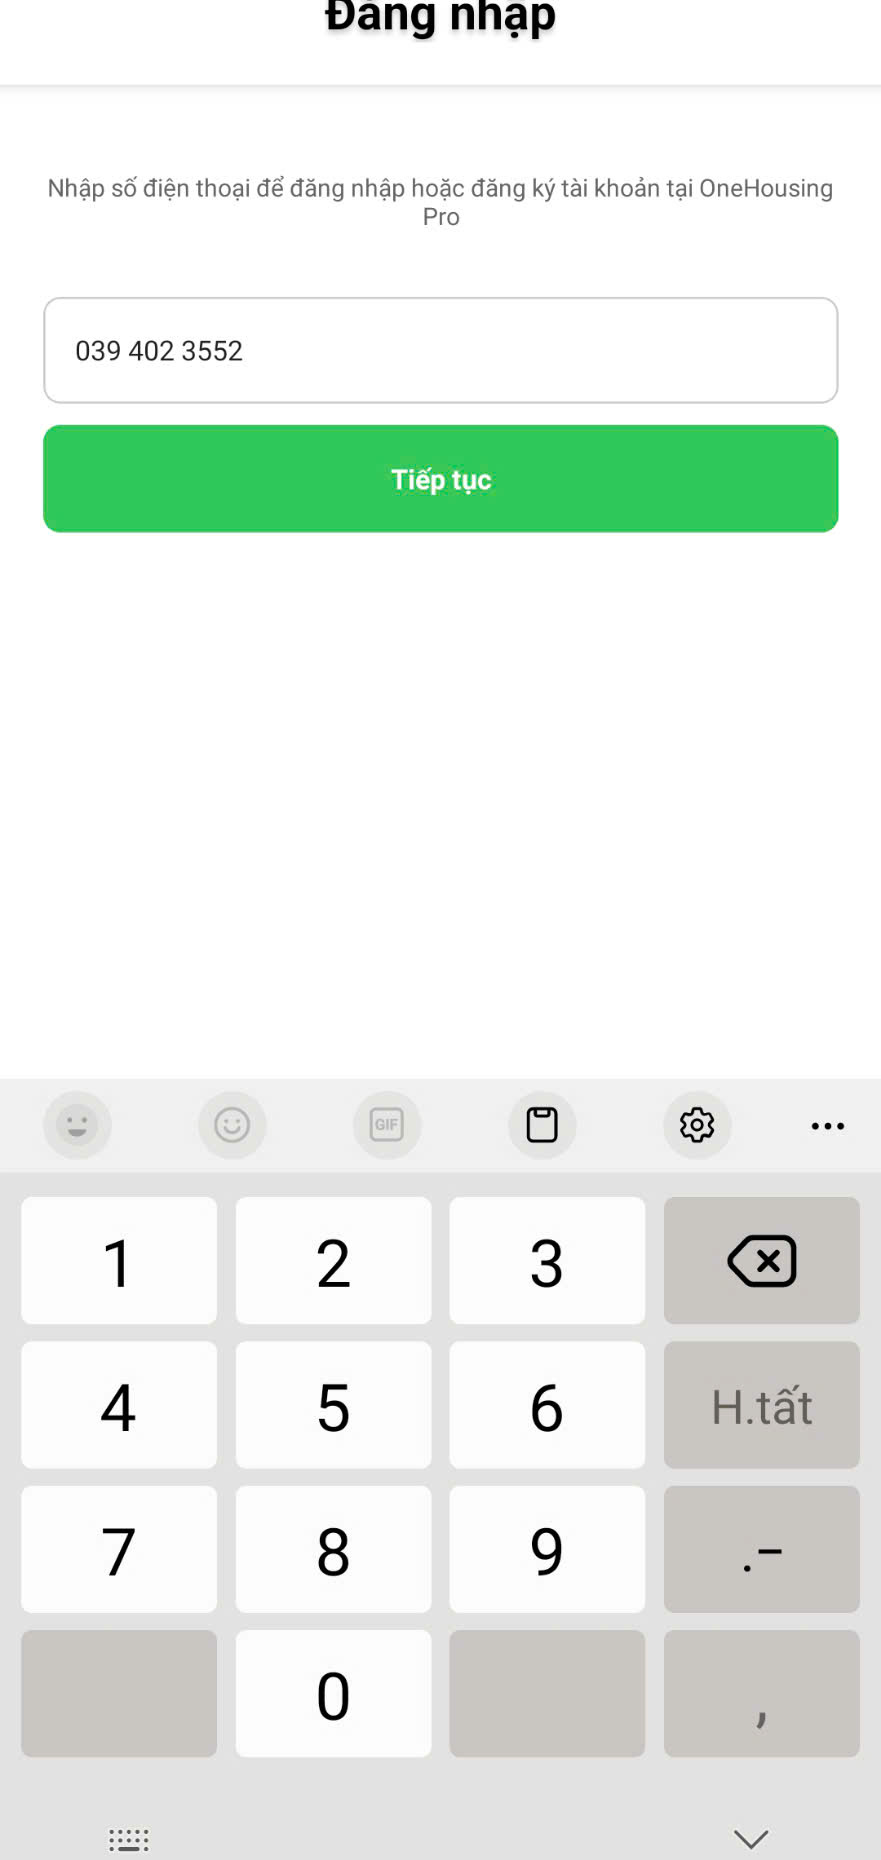 Đăng nhập
Nhập số điện thoại để đăng nhập hoặc đăng ký tài khoản tại OneHousing
Pro
039 402 3552
Tiếp tục
GIF
1 2 3
4 5 6 H.tất
7 8 9 .-
0 ,